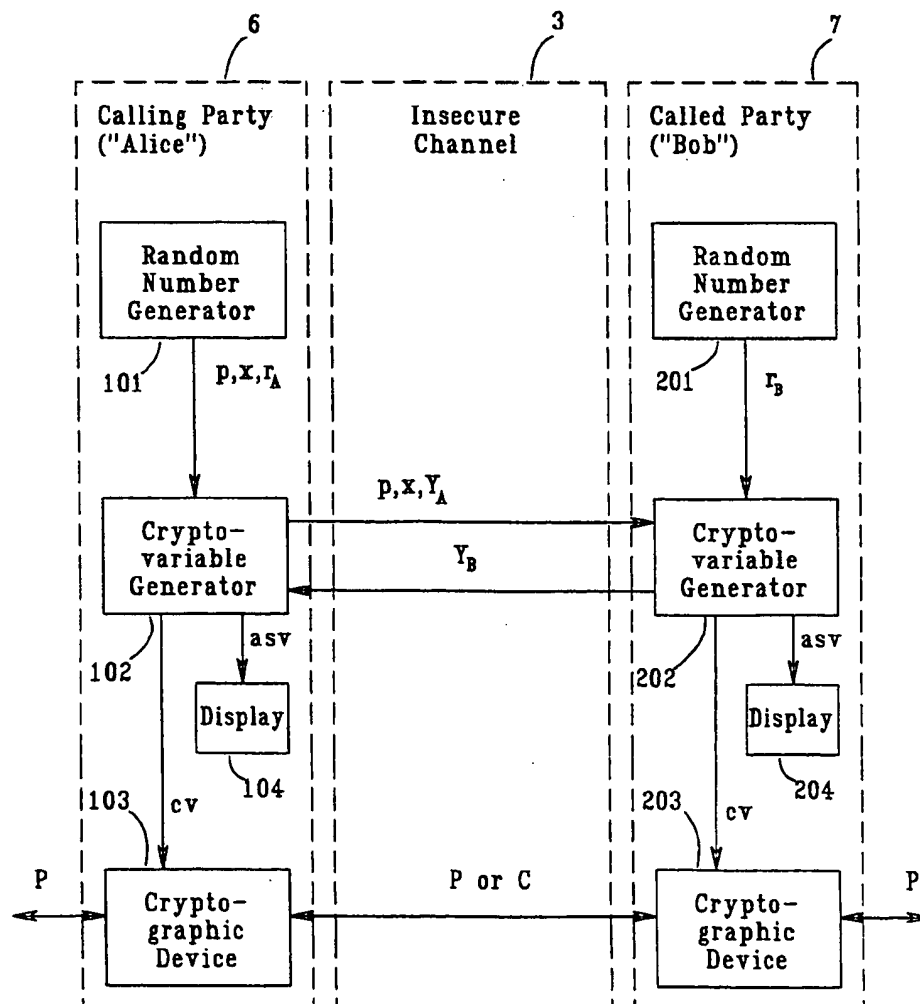 6
3
7
Calling Party
("Alice")
Insecure
Channel
Called Party
("Bob")
Random
Number
Generator
Random
Number
Generator
101
p,x,r_A
201
r_B
p,x,Y_A
Crypto-
variable
Generator
Y_B
Crypto-
variable
Generator
102
asv
202
asv
Display
Display
104
204
103
cv
203
cv
P
P or C
P
Crypto-
graphic
Device
Crypto-
graphic
Device